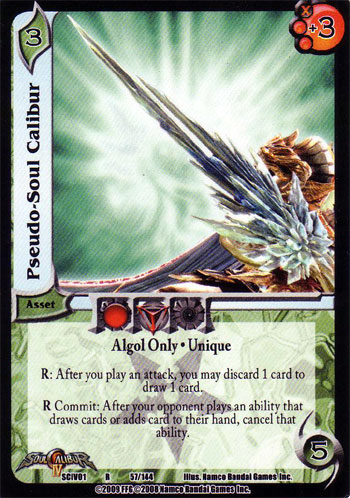 3
+3
Pseudo-Soul Calibur
Asset
Algol Only • Unique
R: After you play an attack, you may discard 1 card to
draw 1 card.
R Commit: After your opponent plays an ability that
draws cards or adds card to their hand, cancel that
ability.
5
SOUL CALIBUR
IV
SCIV01 R 57/144 Illus. Namco Bandai Games Inc.
©2009 FFG ©2008 Namco Bandai Games Inc.